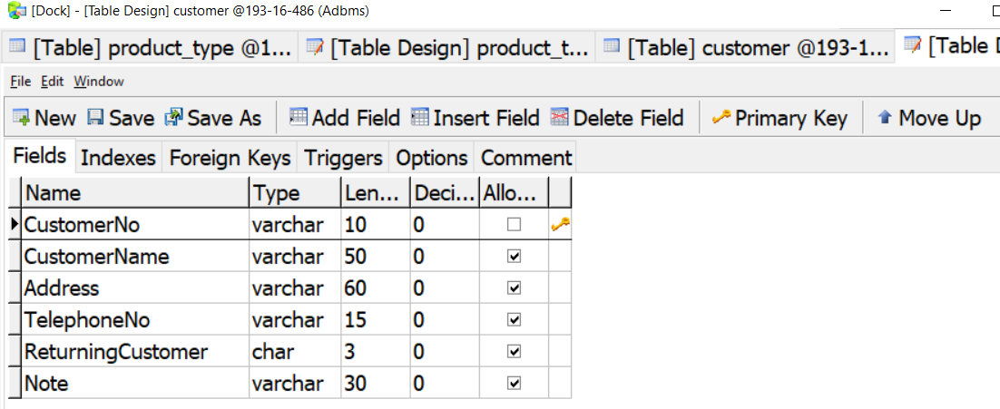 [Dock] - [Table Design] customer @193-16-486 (Adbms)
[Table] product_type @1... [Table Design] product_t... [Table] customer @193-1... [Table D
File Edit Window
New Save Save As Add Field Insert Field Delete Field Primary Key Move Up
Fields Indexes Foreign Keys Triggers Options Comment
Name Type Len... Deci... Allo...
CustomerNo varchar 10 0
CustomerName varchar 50 0
Address varchar 60 0
TelephoneNo varchar 15 0
ReturningCustomer char 3 0
Note varchar 30 0